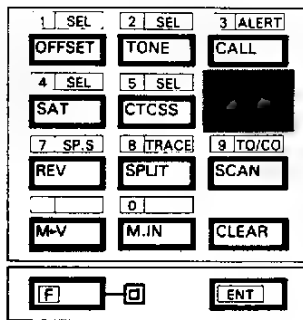 1 SEL 2 SEL 3 ALERT
OFFSET TONE CALL
4 SEL 5 SEL
SAT CTCSS
7 SP.S 8 TRACE 9 TO/CO
REV SPLIT SCAN
0
M←V M.IN CLEAR
F ENT